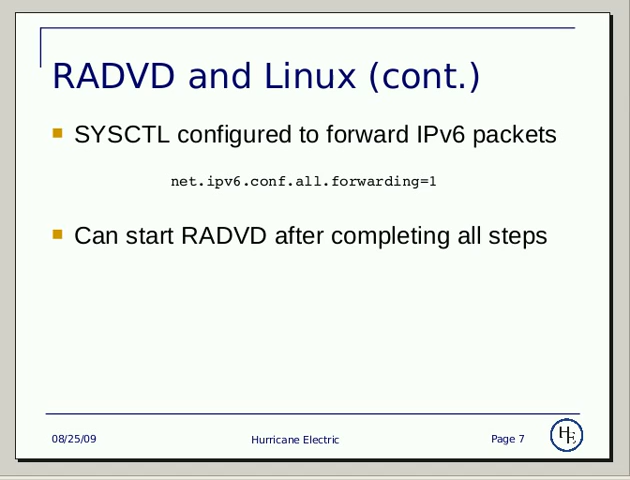 RADVD and Linux (cont.)
SYSCTL configured to forward IPv6 packets
net.ipv6.conf.all.forwarding=1
Can start RADVD after completing all steps
08/25/09
Hurricane Electric
Page 7
HE